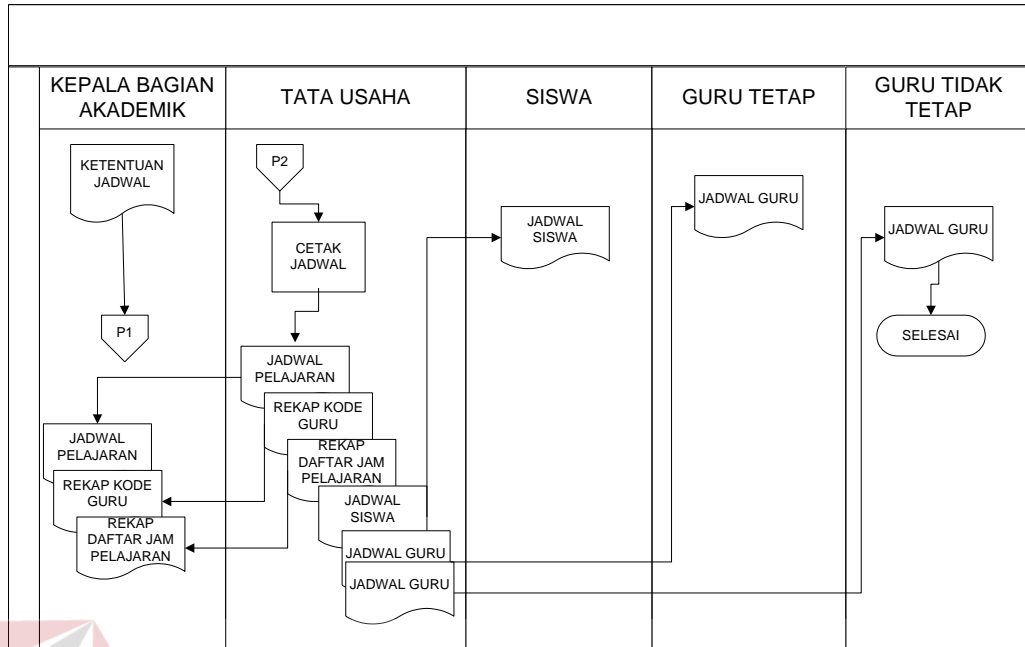 KEPALA BAGIAN
AKADEMIK
TATA USAHA
SISWA
GURU TETAP
GURU TIDAK
TETAP
KETENTUAN
JADWAL
P1
JADWAL
PELAJARAN
REKAP KODE
GURU
REKAP
DAFTAR JAM
PELAJARAN
P2
CETAK
JADWAL
JADWAL
PELAJARAN
REKAP KODE
GURU
REKAP
DAFTAR JAM
PELAJARAN
JADWAL
SISWA
JADWAL GURU
JADWAL GURU
JADWAL
SISWA
JADWAL GURU
JADWAL GURU
SELESAI